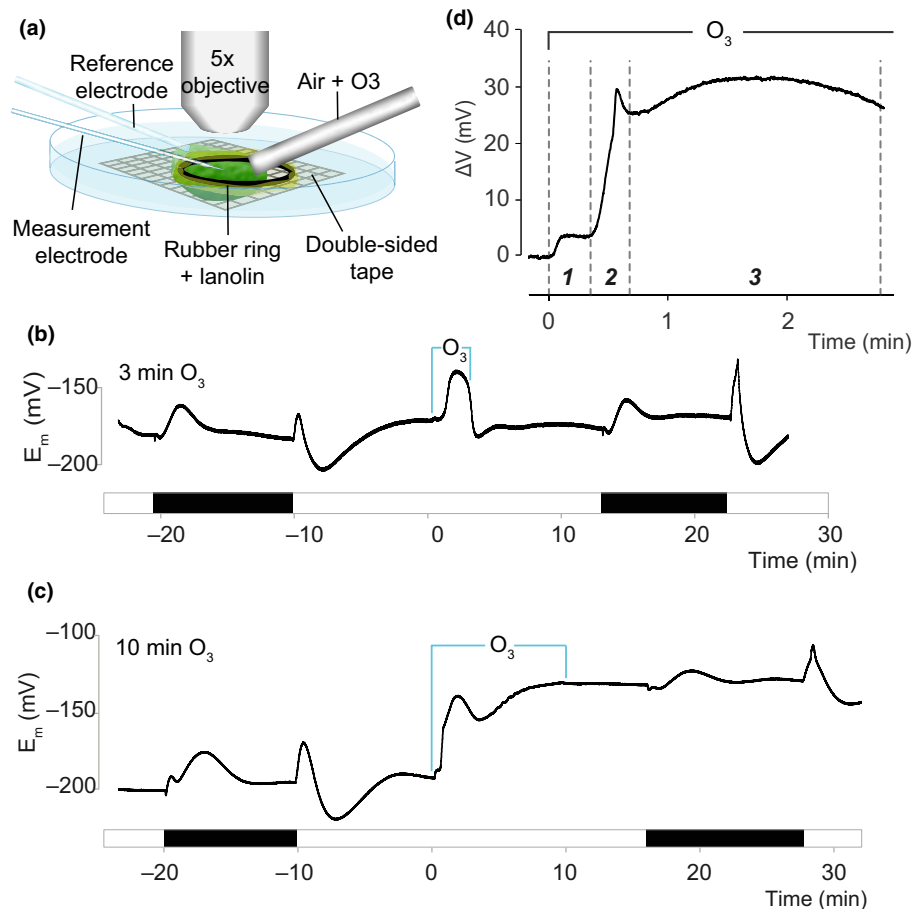 (a)
Reference
electrode
5x
objective
Air + O3
Measurement
electrode
Rubber ring
+ lanolin
Double-sided
tape
(d)
O3
ΔV (mV)
40
30
20
10
0
1 2 3
0 1 2
Time (min)
(b)
3 min O3
O3
Em (mV)
−150
−200
−20 −10 0 10 20 30
Time (min)
(c)
10 min O3
O3
Em (mV)
−100
−150
−200
−20 −10 0 10 20 30
Time (min)